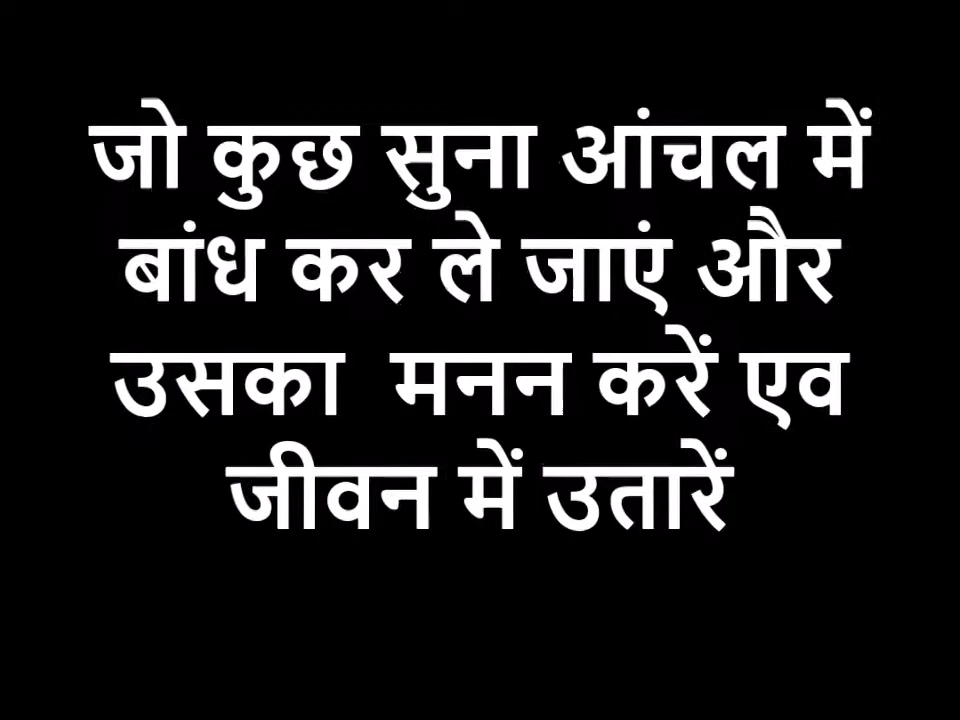 जो कुछ सुना आंचल में
बांध कर ले जाएं और
उसका मनन करें एव
जीवन में उतारें